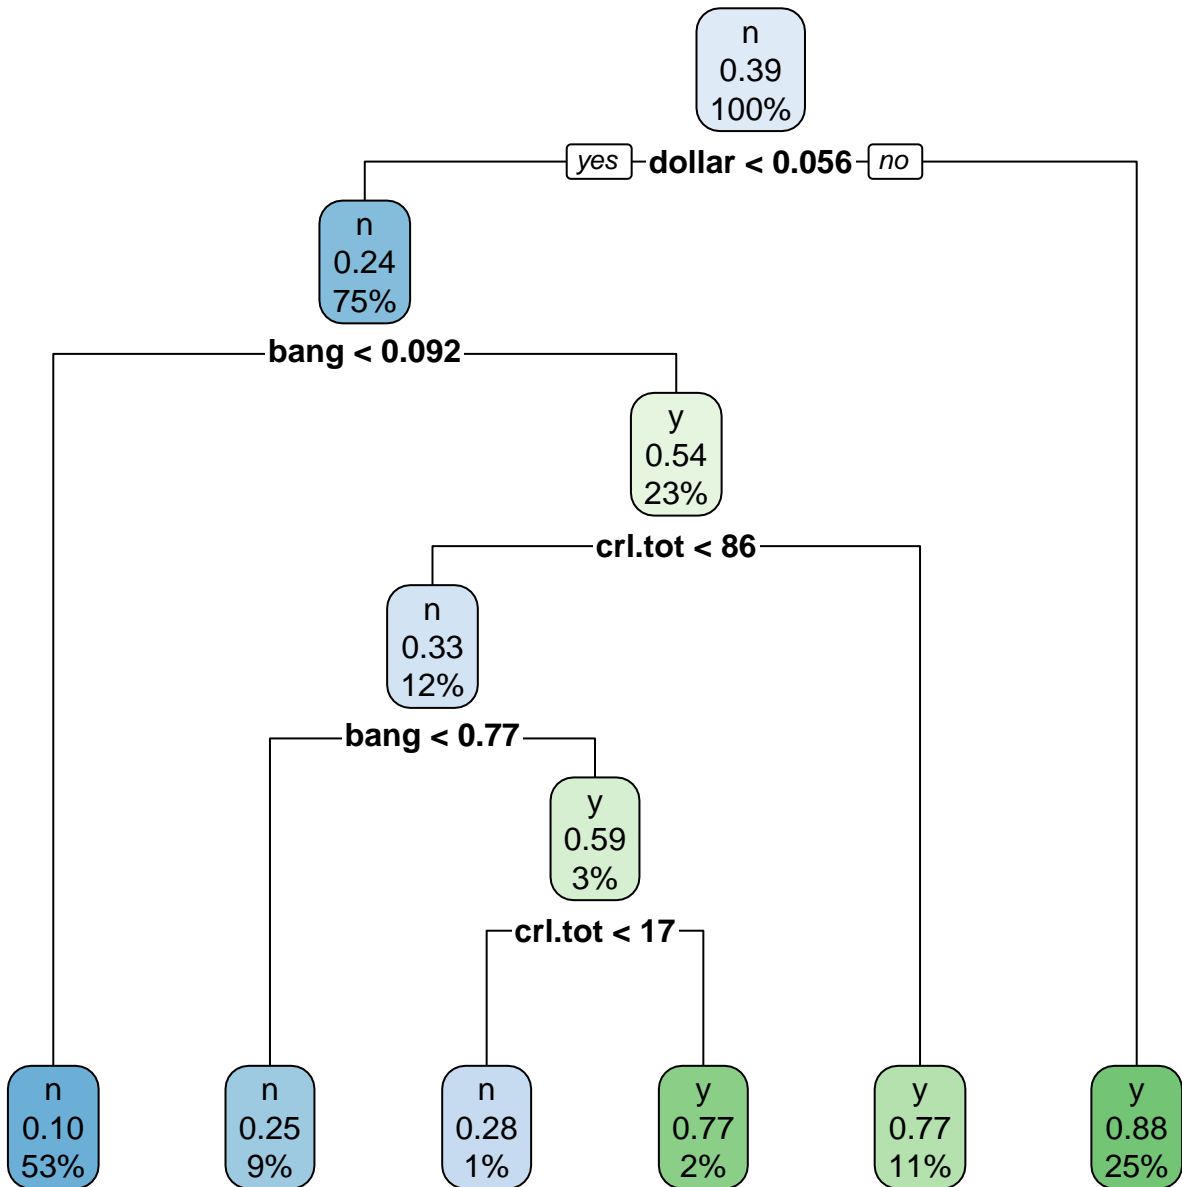 n
0.39
100%
yes dollar < 0.056 no
n
0.24
75%
bang < 0.092
y
0.54
23%
crl.tot < 86
n
0.33
12%
bang < 0.77
y
0.59
3%
crl.tot < 17
n
0.10
53%
n
0.25
9%
n
0.28
1%
y
0.77
2%
y
0.77
11%
y
0.88
25%